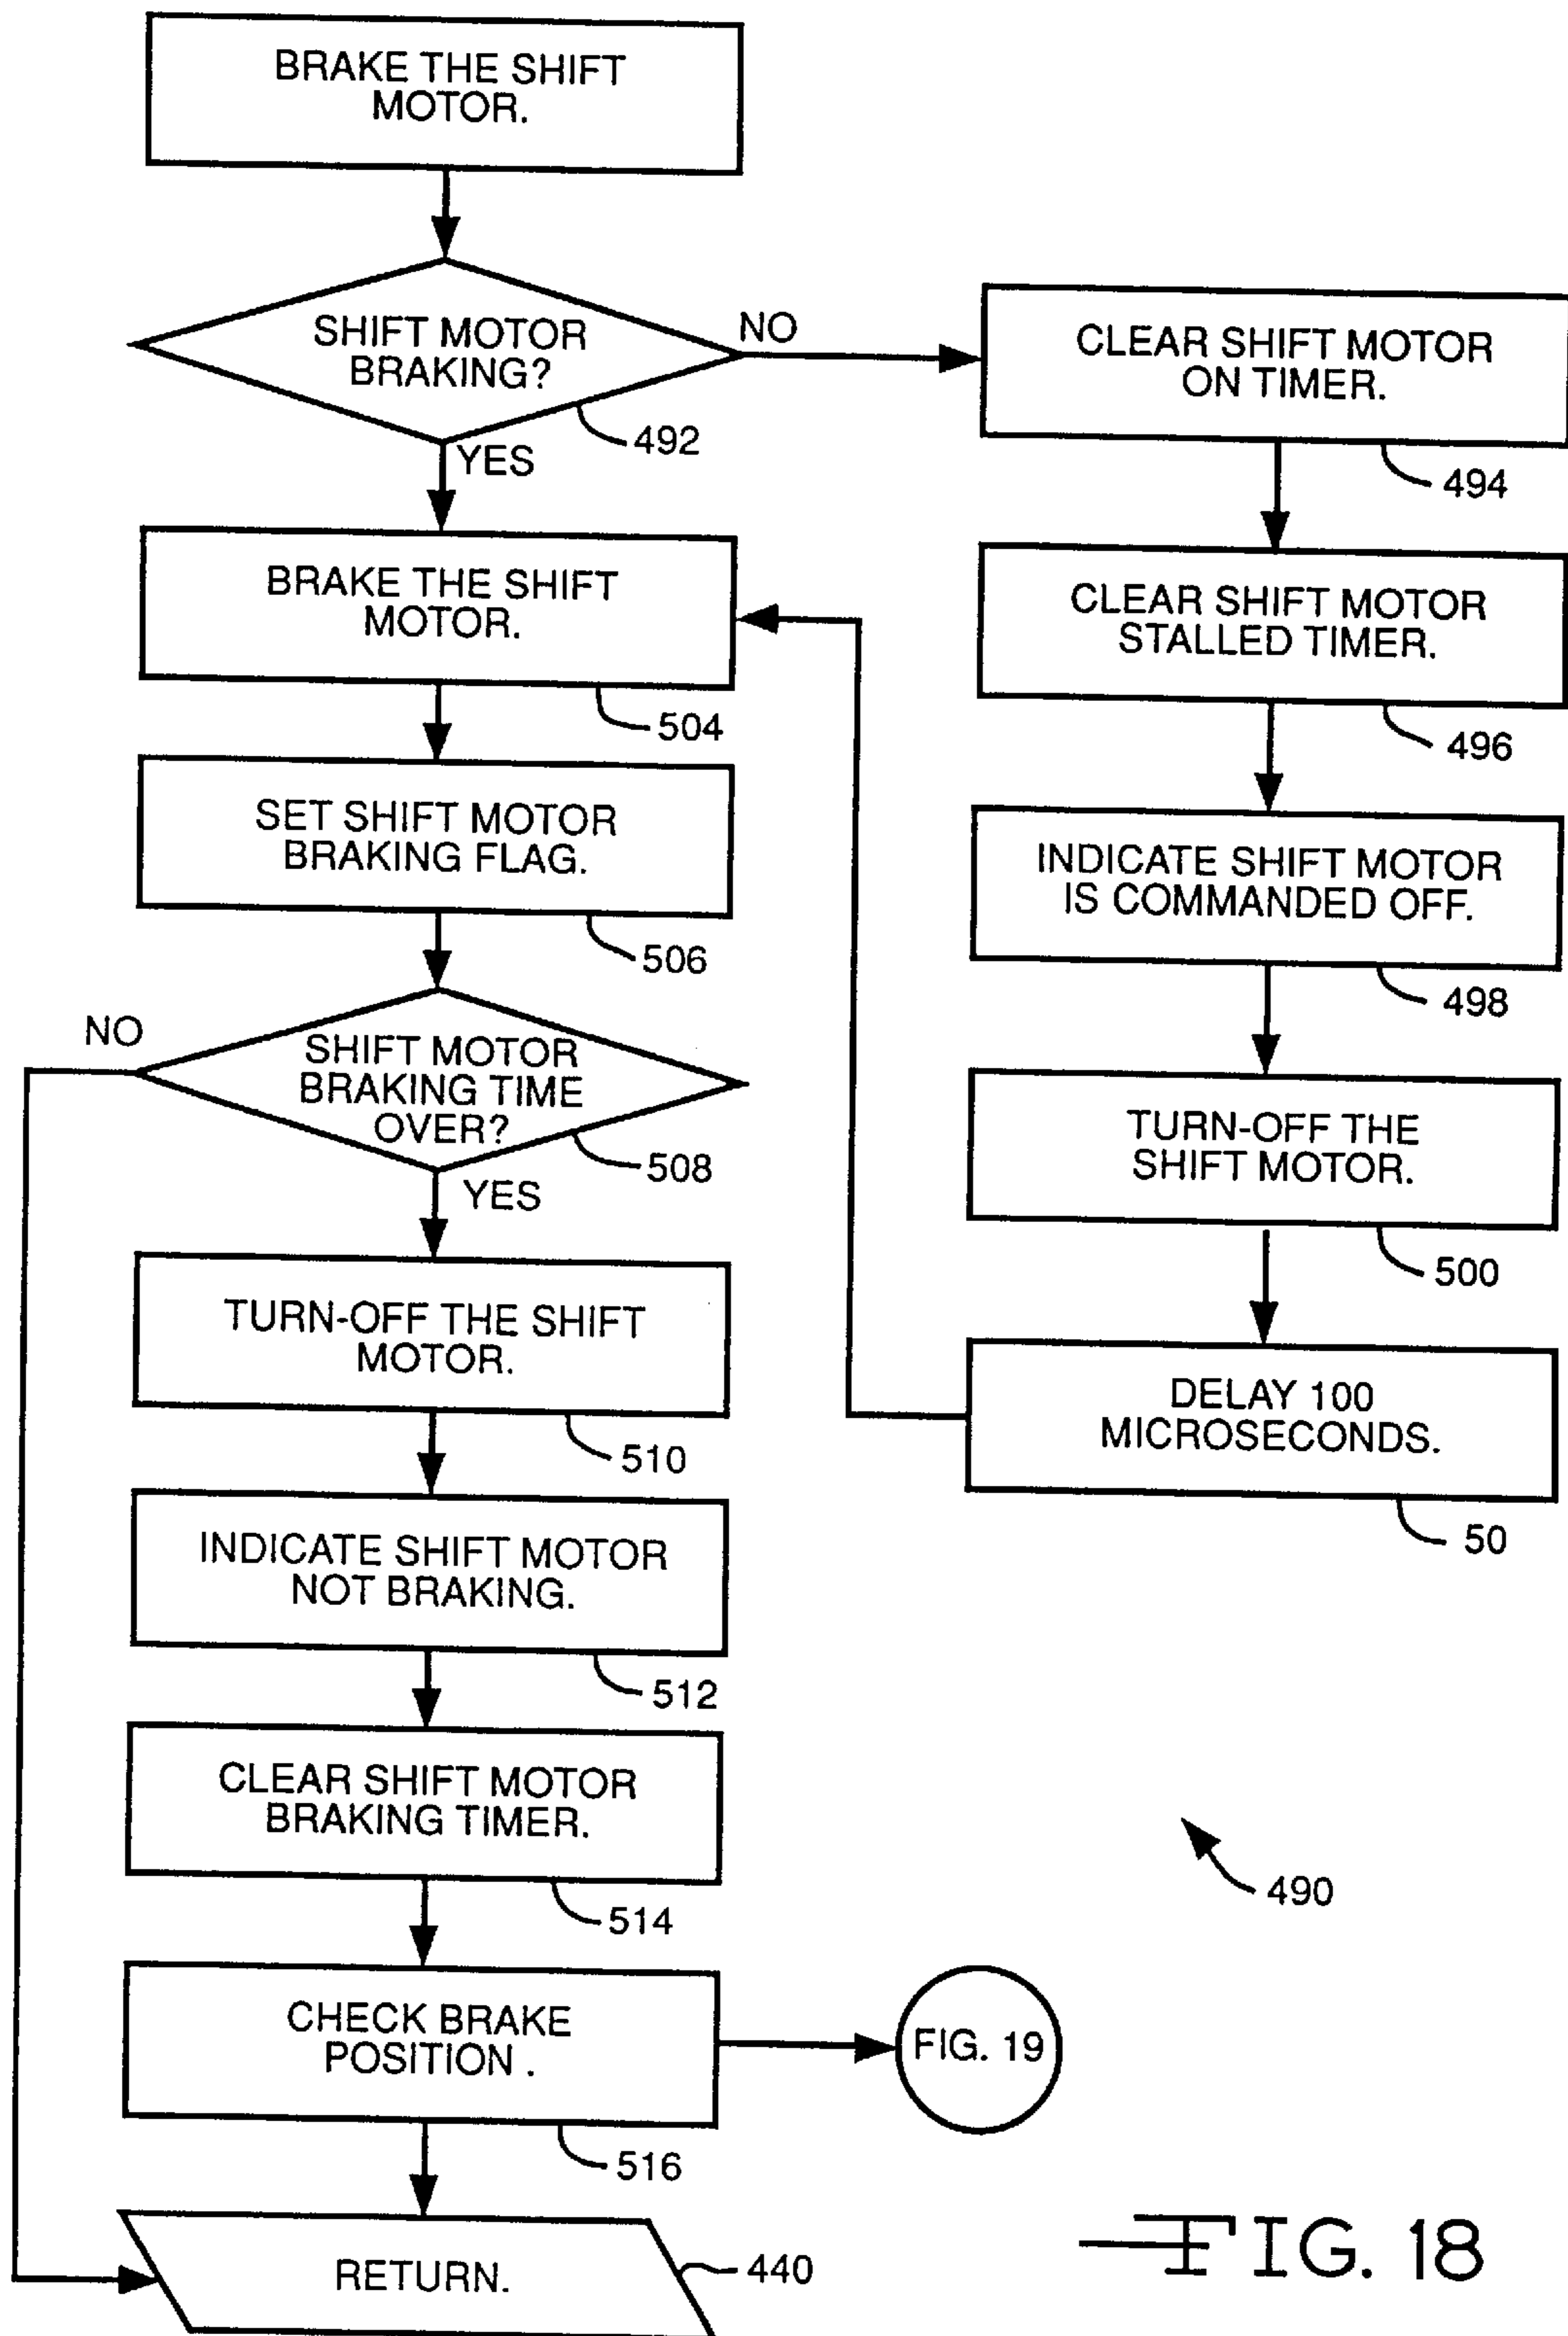 BRAKE THE SHIFT
MOTOR.
SHIFT MOTOR
BRAKING?
492
NO
YES
CLEAR SHIFT MOTOR
ON TIMER.
494
CLEAR SHIFT MOTOR
STALLED TIMER.
496
INDICATE SHIFT MOTOR
IS COMMANDED OFF.
498
TURN-OFF THE
SHIFT MOTOR.
500
DELAY 100
MICROSECONDS.
50
BRAKE THE SHIFT
MOTOR.
504
SET SHIFT MOTOR
BRAKING FLAG.
506
SHIFT MOTOR
BRAKING TIME
OVER?
508
NO
YES
TURN-OFF THE SHIFT
MOTOR.
510
INDICATE SHIFT MOTOR
NOT BRAKING.
512
CLEAR SHIFT MOTOR
BRAKING TIMER.
514
CHECK BRAKE
POSITION .
516
FIG. 19
RETURN.
440
490
FIG. 18